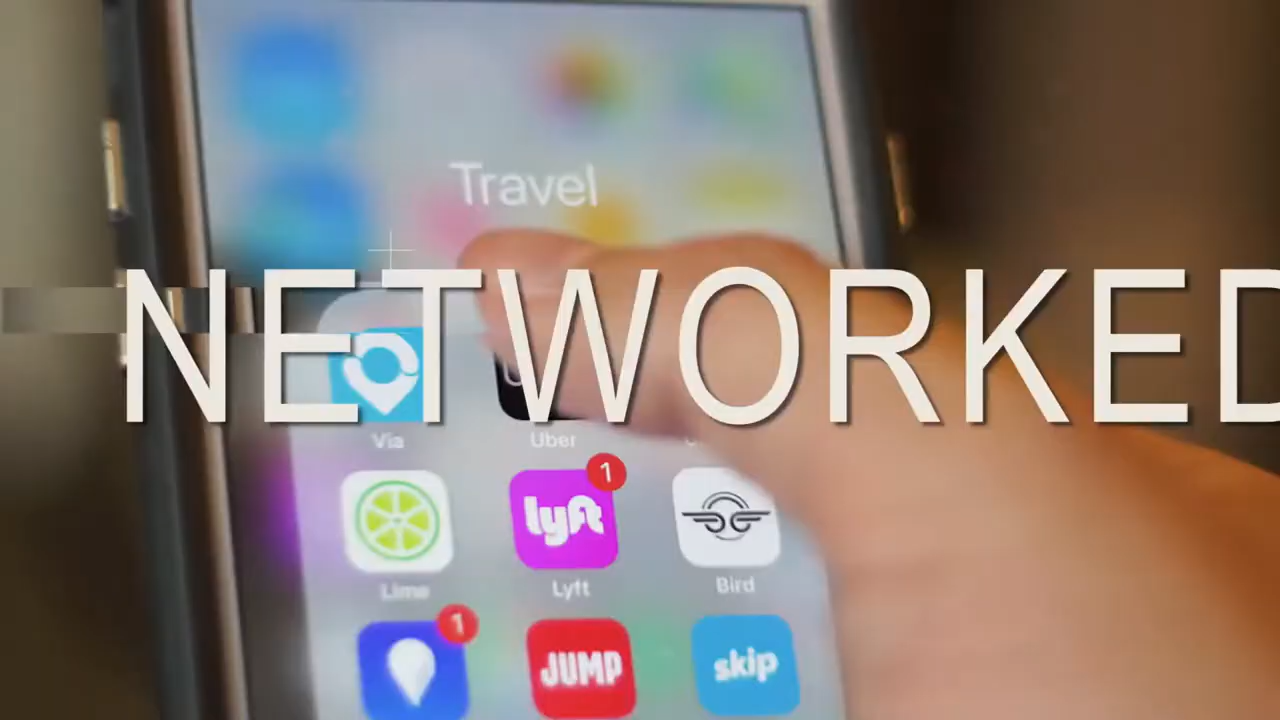 Travel
NETWORKED
Via
Uber
1
lyft
Lime
Lyft
Bird
1
JUMP
skip